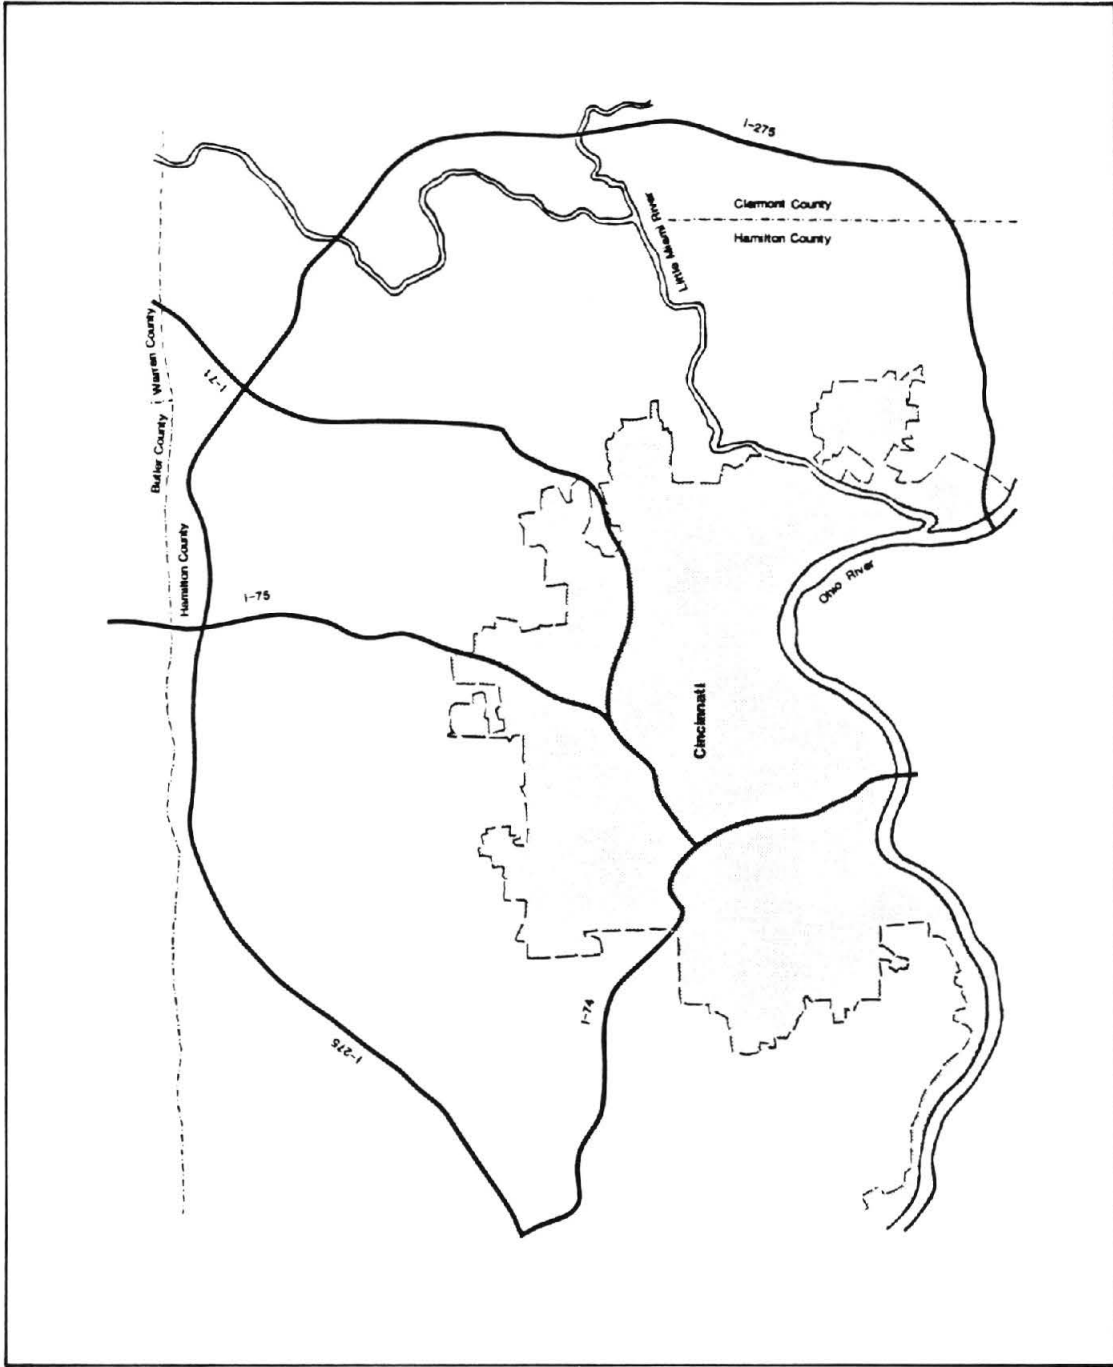 I-275
Clermont County
Hamilton County
Little Miami River
Warren County
Butler County
I-71
Hamilton County
I-75
Ohio River
Cincinnati
I-74
I-275